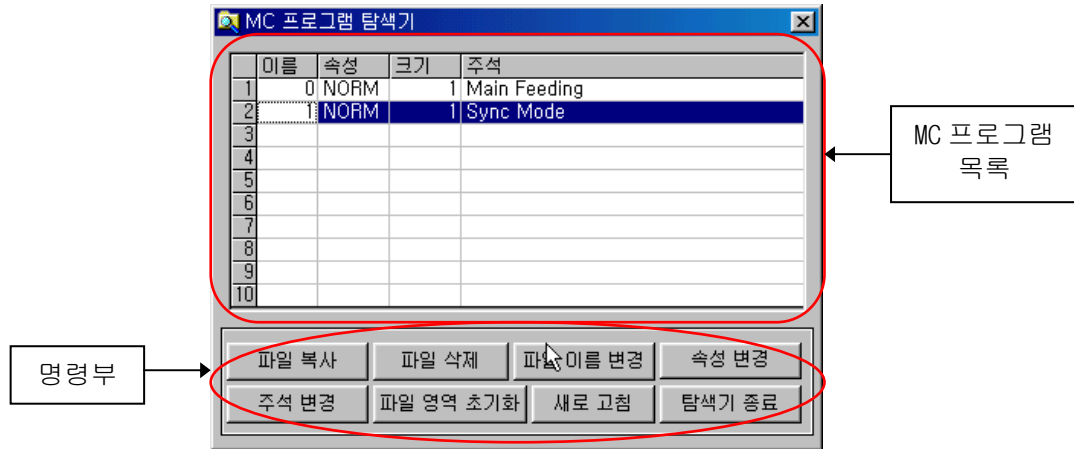 MC 프로그램 탐색기
이름 속성 크기 주석
1 0 NORM 1 Main Feeding
2 1 NORM 1 Sync Mode
3
4
5
6
7
8
9
10
MC 프로그램
목록
명령부
파일 복사 파일 삭제 파일 이름 변경 속성 변경
주석 변경 파일 영역 초기화 새로 고침 탐색기 종료